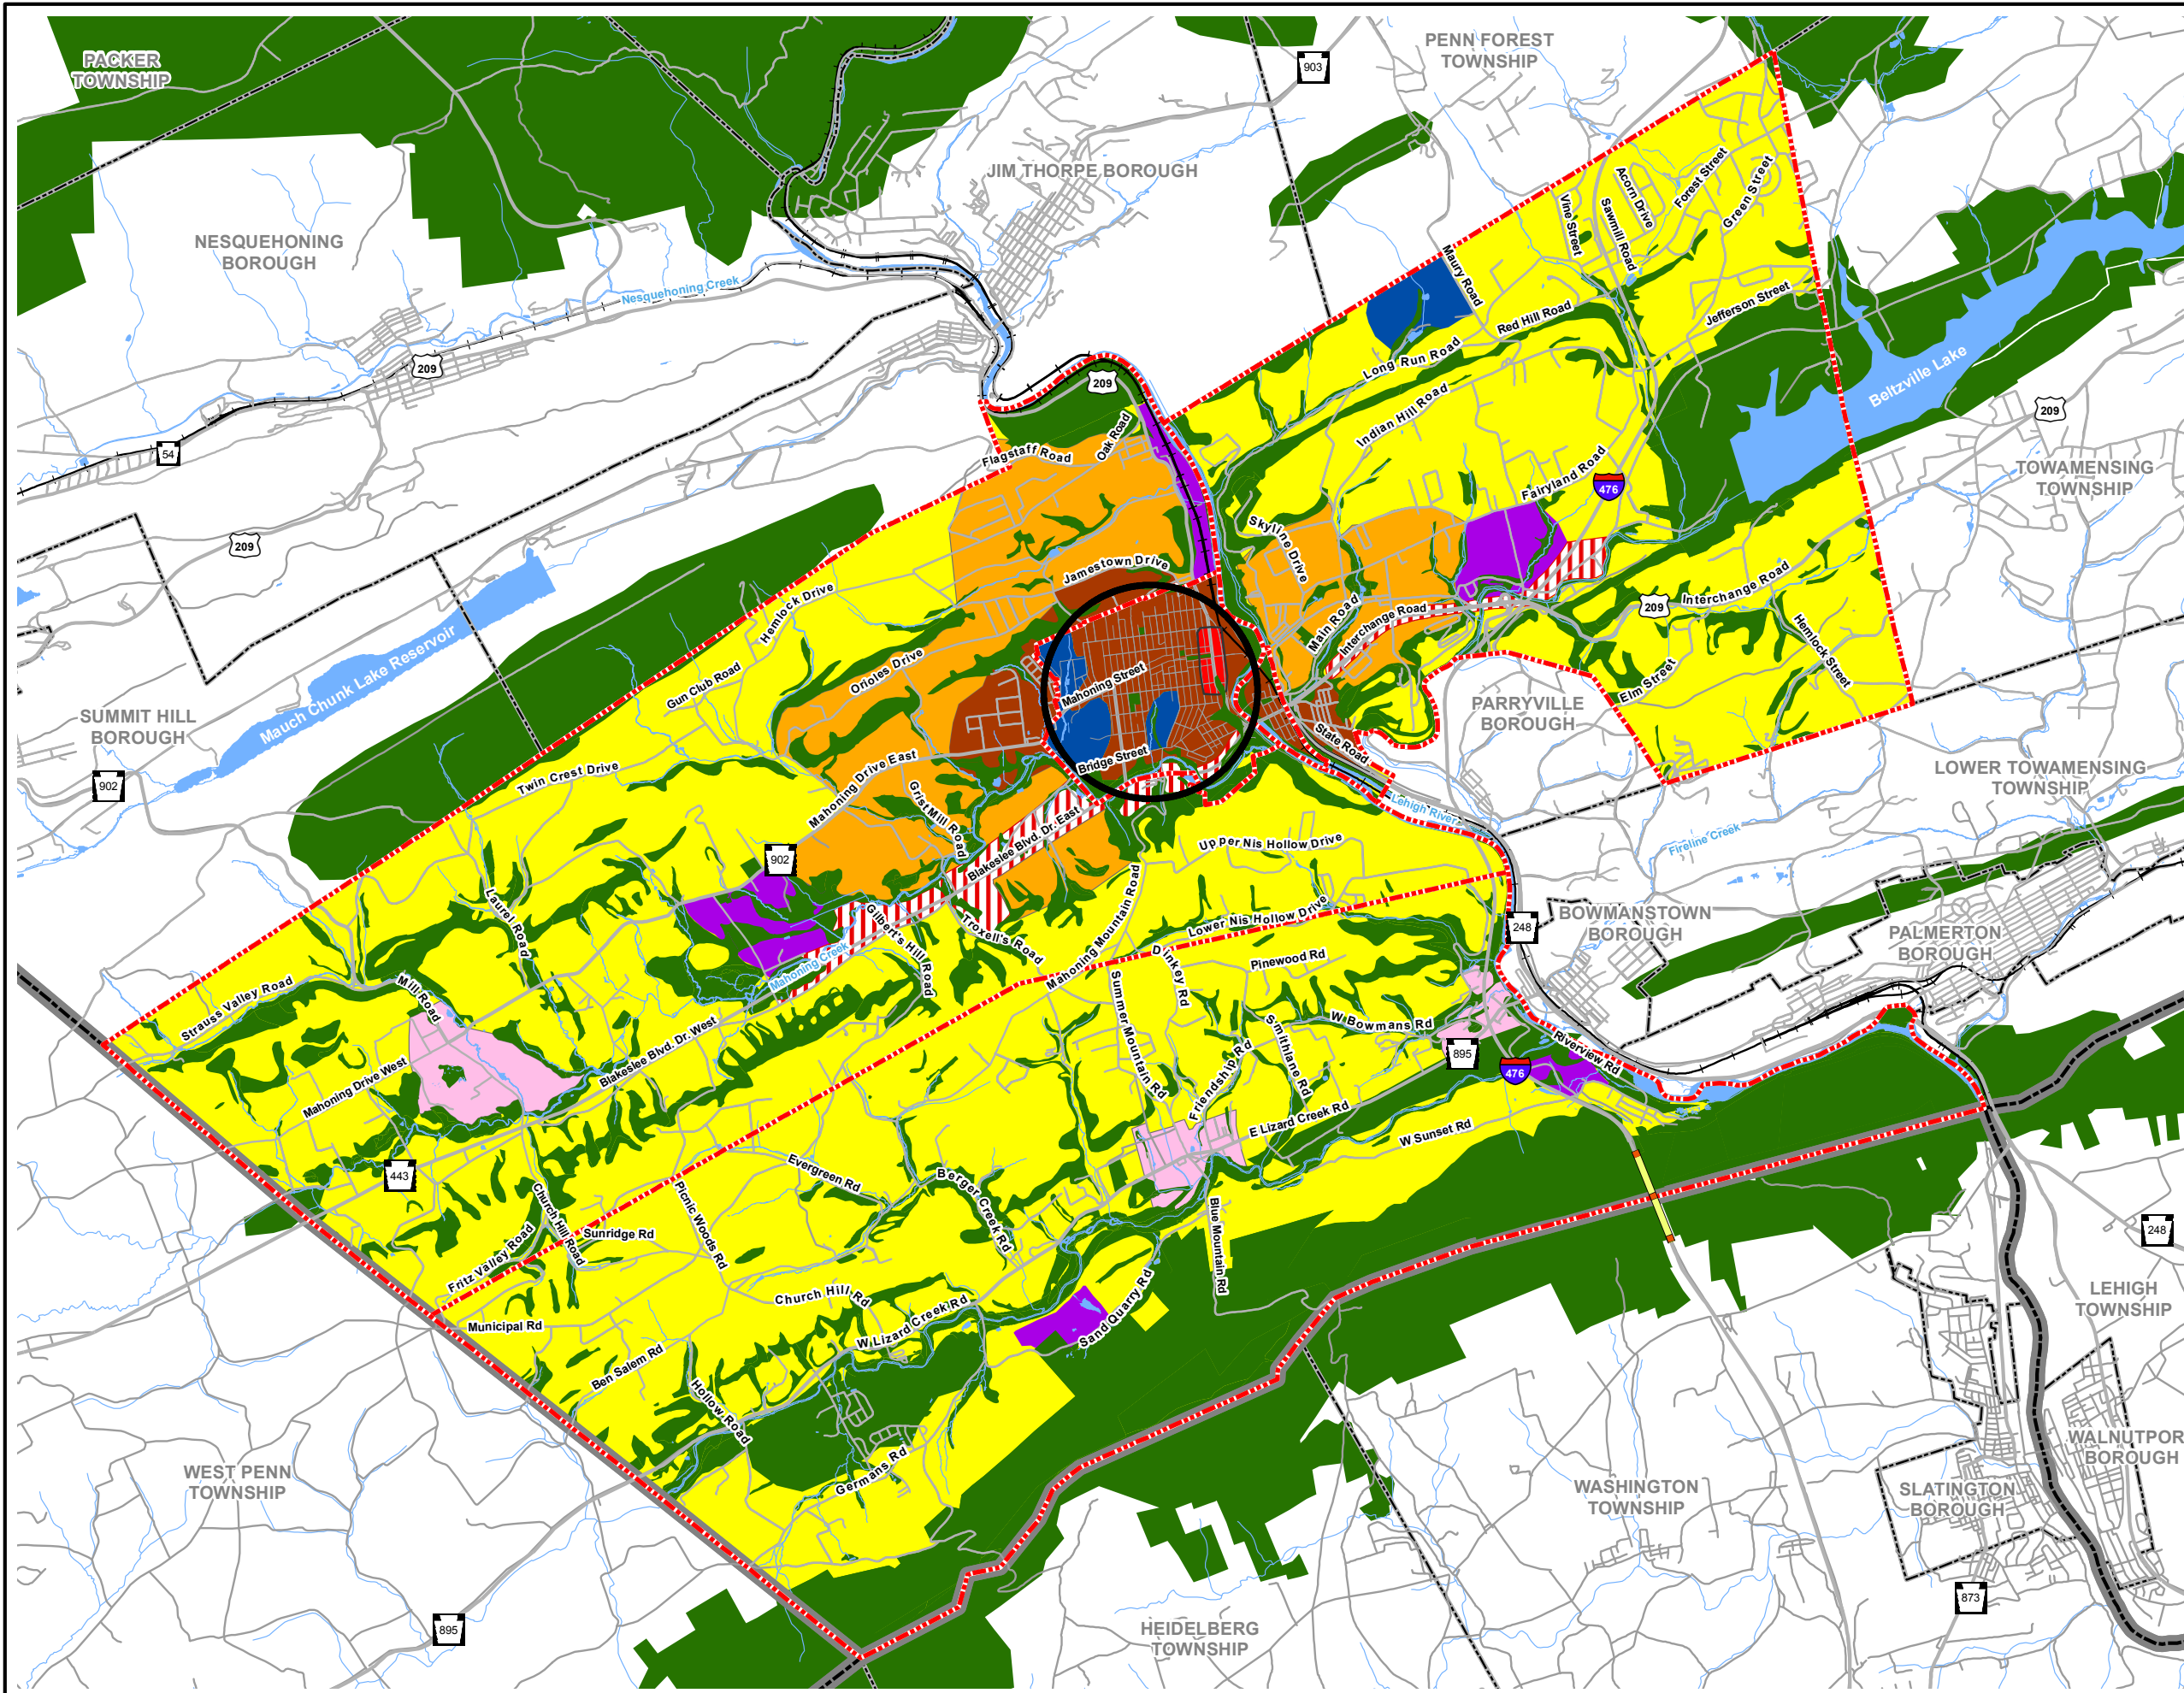 PACKER
TOWNSHIP
PENN FOREST
TOWNSHIP
903
JIM THORPE BOROUGH
NESQUEHONING
BOROUGH
Nesquehoning Creek
Acorn Drive
Forest Street
Green Street
Vine Street
Sawmill Road
Maury Road
Red Hill Road
Jefferson Street
Long Run Road
Indian Hill Road
Beltzville Lake
209
209
209
54
Flagstaff Road
Oak Road
Fairyland Road
476
TOWAMENSING
TOWNSHIP
209
Skyline Drive
Jamestown Drive
Hemlock Drive
Main Road
Interchange Road
209
Interchange Road
Hemlock Street
Elm Street
Mauch Chunk Lake Reservoir
Gun Club Road
Orioles Drive
Mahoning Street
PARRYVILLE
BOROUGH
SUMMIT HILL
BOROUGH
902
State Road
Bridge Street
Twin Crest Drive
Mahoning Drive East
Grist Mill Road
LOWER TOWAMENSING
TOWNSHIP
Lehigh River
Fireline Creek
Blakeslee Blvd. Dr. East
Upper Nis Hollow Drive
902
Laurel Road
Gilbert's Hill Road
Troxell's Road
Mahoning Mountain Road
Lower Nis Hollow Drive
248
BOWMANSTOWN
BOROUGH
PALMERTON
BOROUGH
Mahoning Creek
Dinkey Rd
Pinewood Rd
Summer Mountain Rd
Strauss Valley Road
Mill Road
W Bowmans Rd
Smithlane Rd
Friendship Rd
895
476
Riverview Rd
Mahoning Drive West
Blakeslee Blvd. Dr. West
E Lizard Creek Rd
W Sunset Rd
443
Evergreen Rd
Berger Creek Rd
Picnic Woods Rd
Church Hill Road
Sunridge Rd
Fritz Valley Road
Blue Mountain Rd
248
LEHIGH
TOWNSHIP
Church Hill Rd
W Lizard Creek Rd
Sand Quarry Rd
Municipal Rd
Ben Salem Rd
Hollow Road
Germans Rd
WEST PENN
TOWNSHIP
WASHINGTON
TOWNSHIP
WALNUTPOR
BOROUGH
SLATINGTON
BOROUGH
873
895
HEIDELBERG
TOWNSHIP